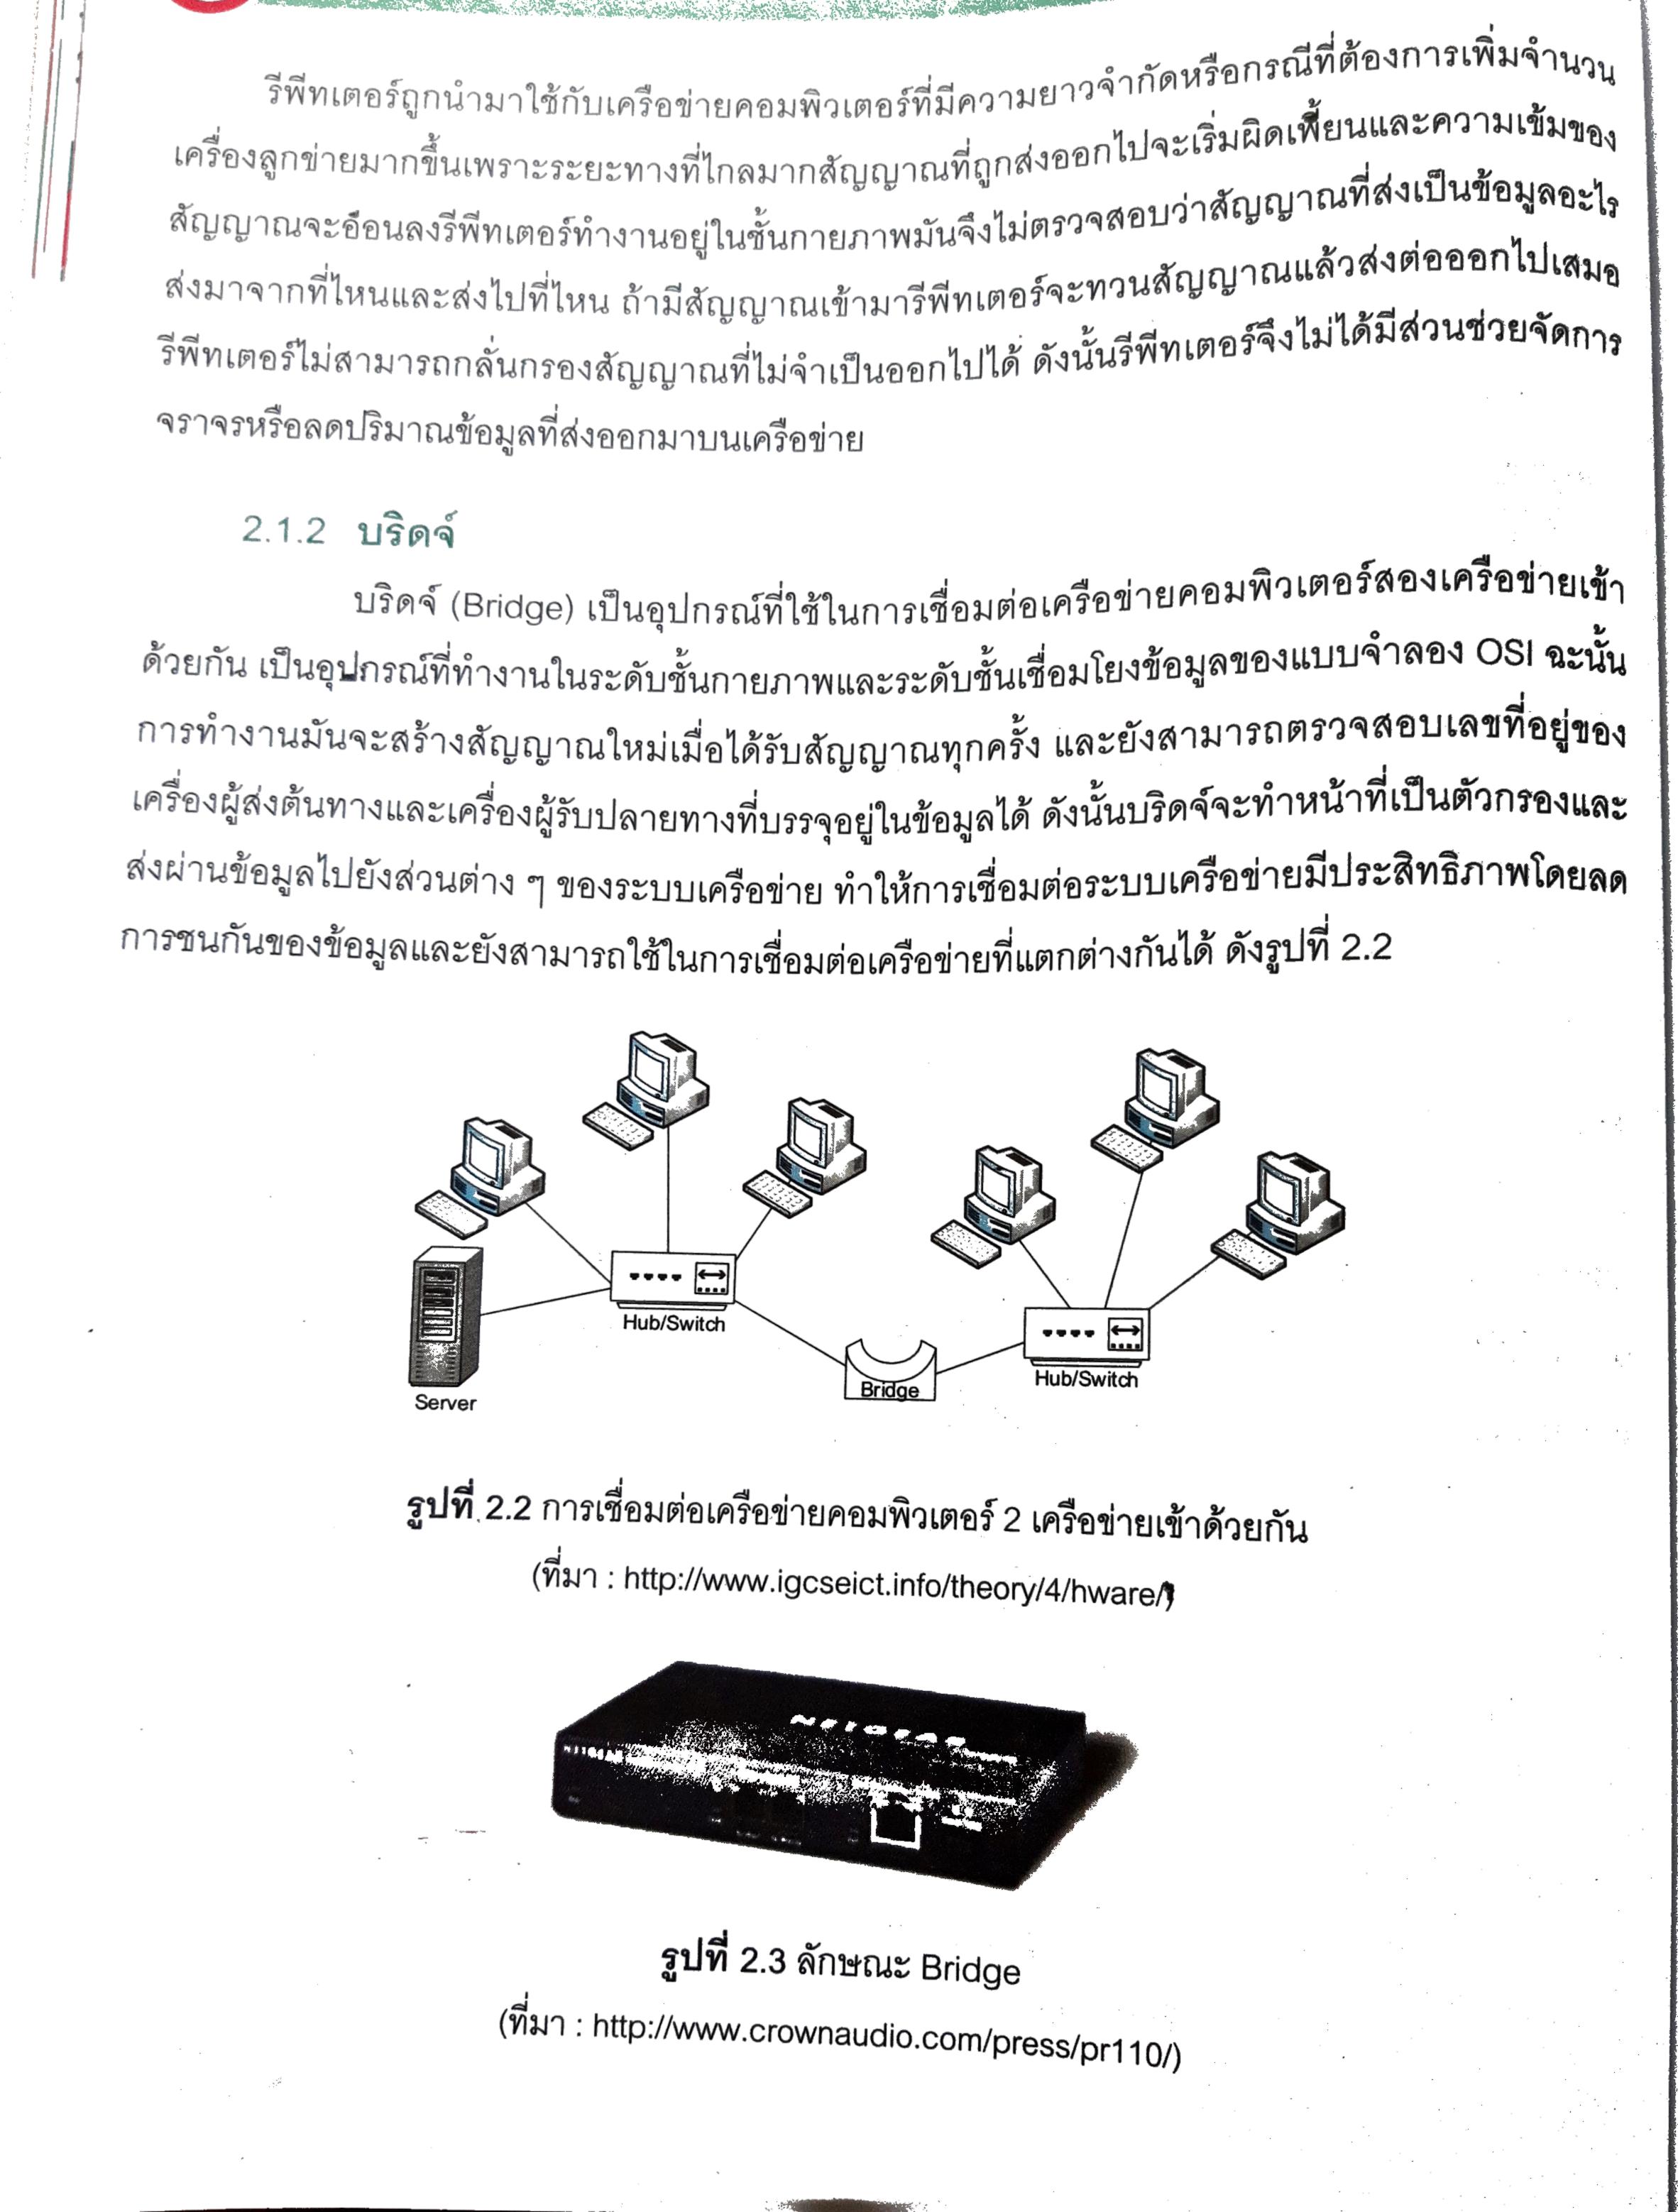 รีพีทเตอร์ถูกนำมาใช้กับเครือข่ายคอมพิวเตอร์ที่มีความยาวจำกัดหรือกรณีที่ต้องการเพิ่มจำนวน
เครื่องลูกข่ายมากขึ้นเพราะระยะทางที่ไกลมากสัญญาณที่ถูกส่งออกไปจะเริ่มผิดเพี้ยนและความเข้มของ
สัญญาณจะอ่อนลงรีพีทเตอร์ทำงานอยู่ในชั้นกายภาพมันจึงไม่ตรวจสอบว่าสัญญาณที่ส่งเป็นข้อมูลอะไร
ส่งมาจากที่ไหนและส่งไปที่ไหน ถ้ามีสัญญาณเข้ามารีพีทเตอร์จะทวนสัญญาณแล้วส่งต่อออกไปเสมอ
รีพีทเตอร์ไม่สามารถกลั่นกรองสัญญาณที่ไม่จำเป็นออกไปได้ ดังนั้นรีพีทเตอร์จึงไม่ได้มีส่วนช่วยจัดการ
จราจรหรือลดปริมาณข้อมูลที่ส่งออกมาบนเครือข่าย
2.1.2 บริดจ์
บริดจ์ (Bridge) เป็นอุปกรณ์ที่ใช้ในการเชื่อมต่อเครือข่ายคอมพิวเตอร์สองเครือข่ายเข้า
ด้วยกัน เป็นอุปกรณ์ที่ทำงานในระดับชั้นกายภาพและระดับชั้นเชื่อมโยงข้อมูลของแบบจำลอง OSI ฉะนั้น
การทำงานมันจะสร้างสัญญาณใหม่เมื่อได้รับสัญญาณทุกครั้ง และยังสามารถตรวจสอบเลขที่อยู่ของ
เครื่องผู้ส่งต้นทางและเครื่องผู้รับปลายทางที่บรรจุอยู่ในข้อมูลได้ ดังนั้นบริดจ์จะทำหน้าที่เป็นตัวกรองและ
ส่งผ่านข้อมูลไปยังส่วนต่าง ๆ ของระบบเครือข่าย ทำให้การเชื่อมต่อระบบเครือข่ายมีประสิทธิภาพโดยลด
การชนกันของข้อมูลและยังสามารถใช้ในการเชื่อมต่อเครือข่ายที่แตกต่างกันได้ ดังรูปที่ 2.2
Hub/Switch
Hub/Switch
Bridge
Server
รูปที่ 2.2 การเชื่อมต่อเครือข่ายคอมพิวเตอร์ 2 เครือข่ายเข้าด้วยกัน
(ที่มา : http://www.igcseict.info/theory/4/hware/)
NETGEAR
NETGEAR
รูปที่ 2.3 ลักษณะ Bridge
(ที่มา : http://www.crownaudio.com/press/pr110/)